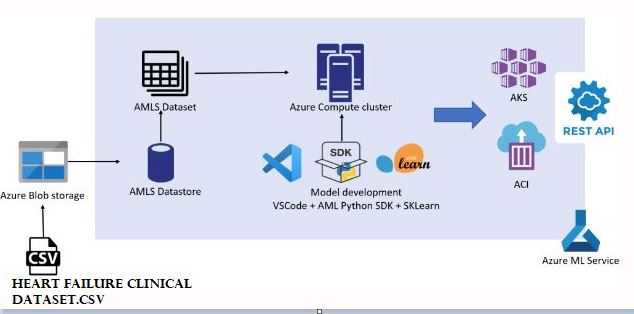 AMLS Dataset
Azure Compute cluster
AKS
REST API
SDK
learn
ACI
AMLS Datastore
Model development
VSCode + AML Python SDK + SKLearn
Azure Blob storage
CSV
Azure ML Service
HEART FAILURE CLINICAL
DATASET.CSV